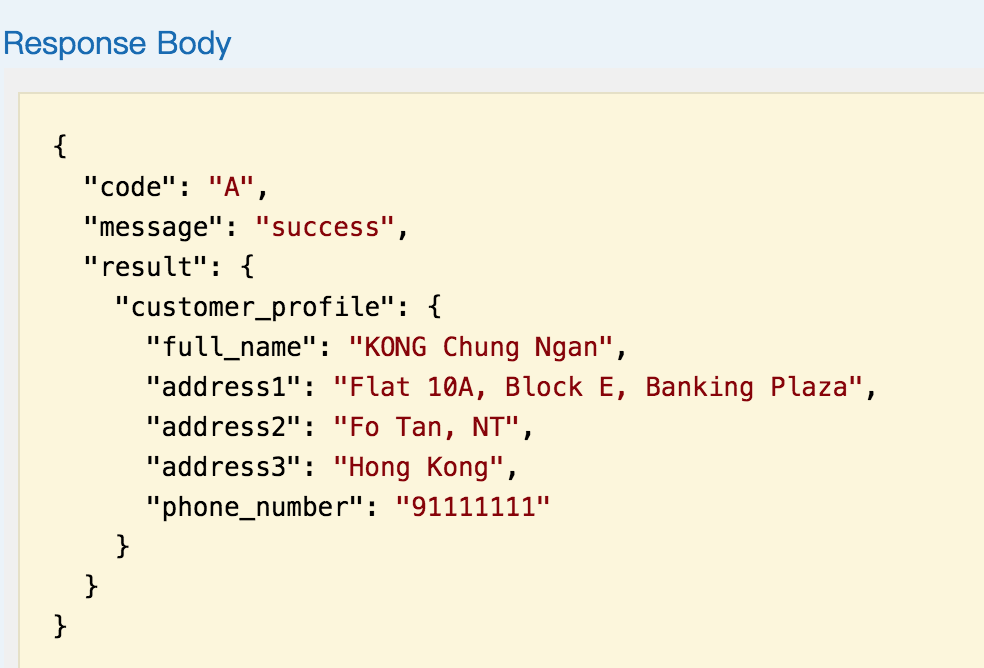 Response Body
{
  "code": "A",
  "message": "success",
  "result": {
    "customer_profile": {
      "full_name": "KONG Chung Ngan",
      "address1": "Flat 10A, Block E, Banking Plaza",
      "address2": "Fo Tan, NT",
      "address3": "Hong Kong",
      "phone_number": "91111111"
    }
  }
}